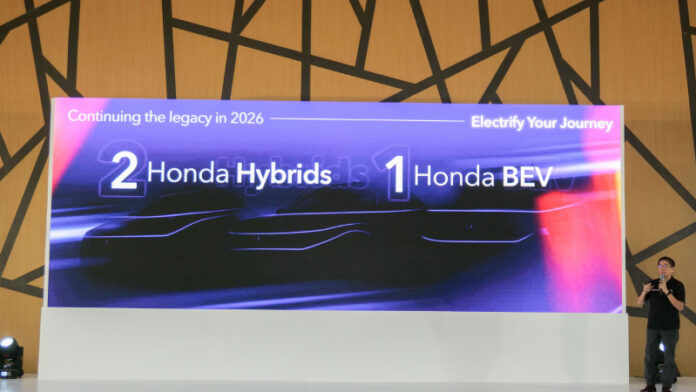 Continuing the legacy in 2026
Electrify Your Journey
2 Honda Hybrids
1 Honda BEV